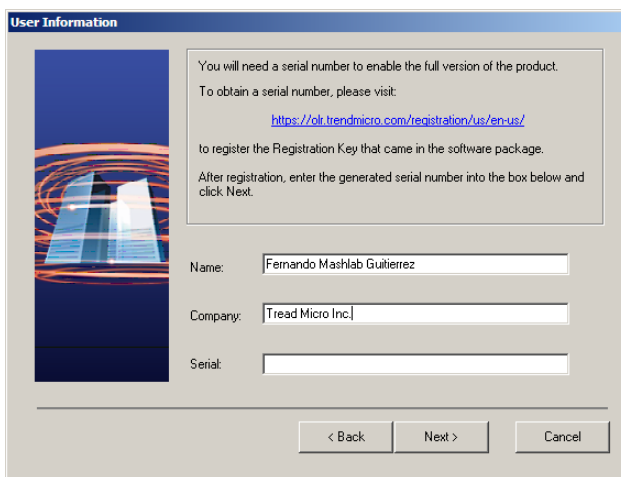 User Information
You will need a serial number to enable the full version of the product.
To obtain a serial number, please visit:
https://olr.trendmicro.com/registration/us/en-us/
to register the Registration Key that came in the software package.
After registration, enter the generated serial number into the box below and
click Next.
Name: Fernando Mashlab Guitierrez
Company: Tread Micro Inc.
Serial:
< Back Next > Cancel